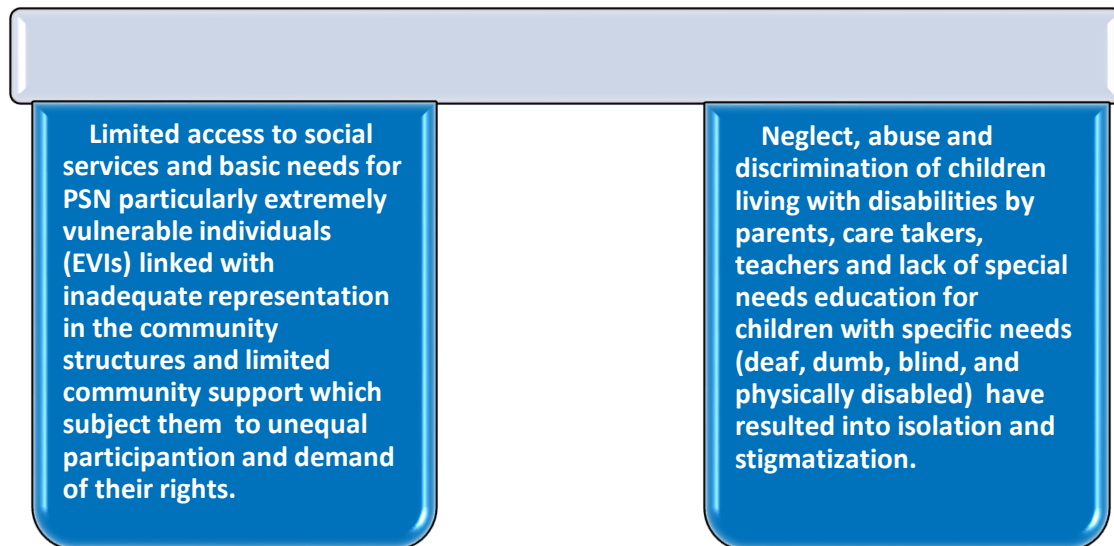 Limited access to social
services and basic needs for
PSN particularly extremely
vulnerable individuals
(EVIs) linked with
inadequate representation
in the community
structures and limited
community support which
subject them to unequal
participantion and demand
of their rights.
Neglect, abuse and
discrimination of children
living with disabilities by
parents, care takers,
teachers and lack of special
needs education for
children with specific needs
(deaf, dumb, blind, and
physically disabled) have
resulted into isolation and
stigmatization.